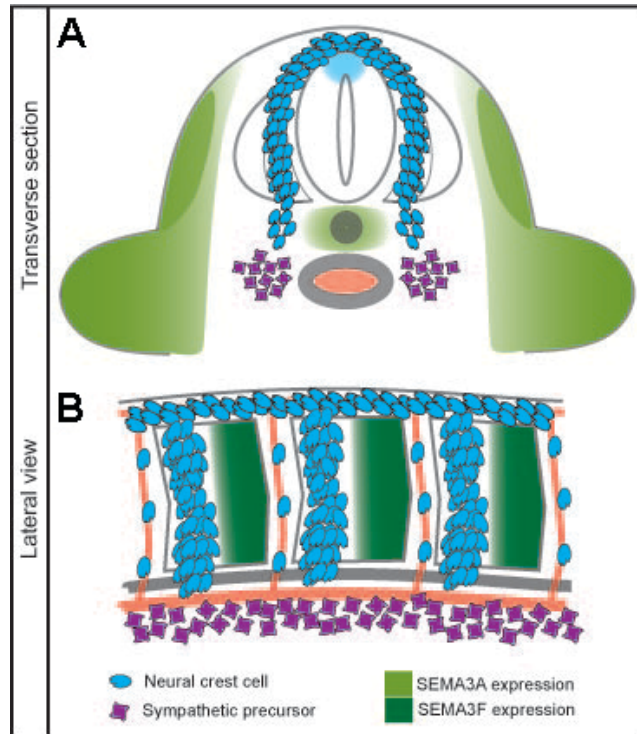 A
Transverse section
B
Lateral view
Neural crest cell
Sympathetic precursor
SEMA3A expression
SEMA3F expression